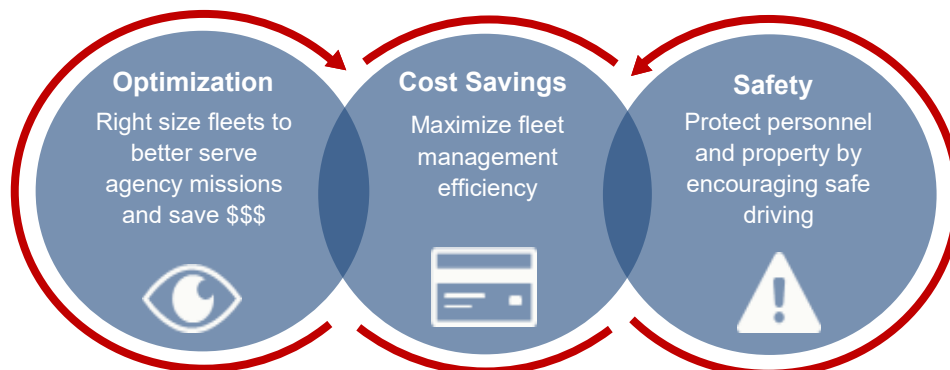 Optimization
Right size fleets to
better serve
agency missions
and save $$$
Cost Savings
Maximize fleet
management
efficiency
Safety
Protect personnel
and property by
encouraging safe
driving